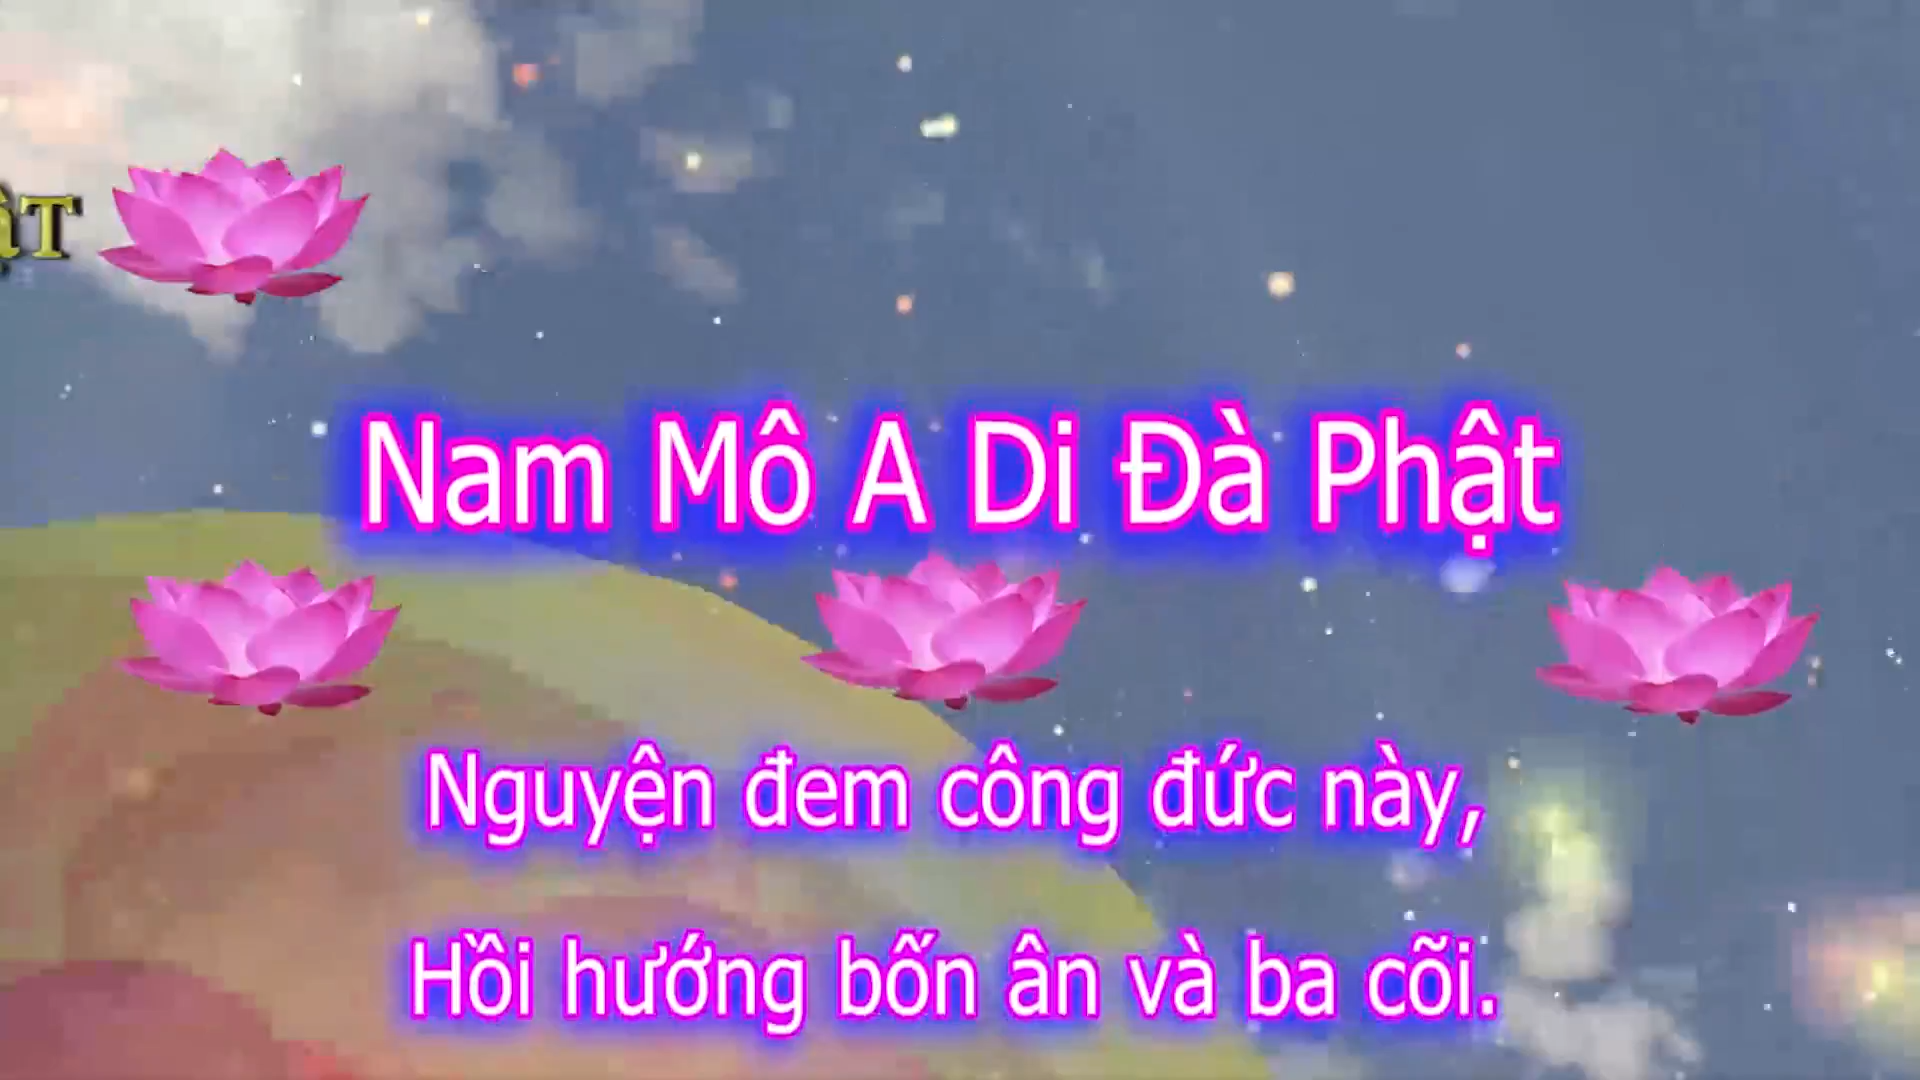 Nam Mô A Di Đà Phật
Nguyện đem công đức này,
Hồi hướng bốn ân và ba cõi.